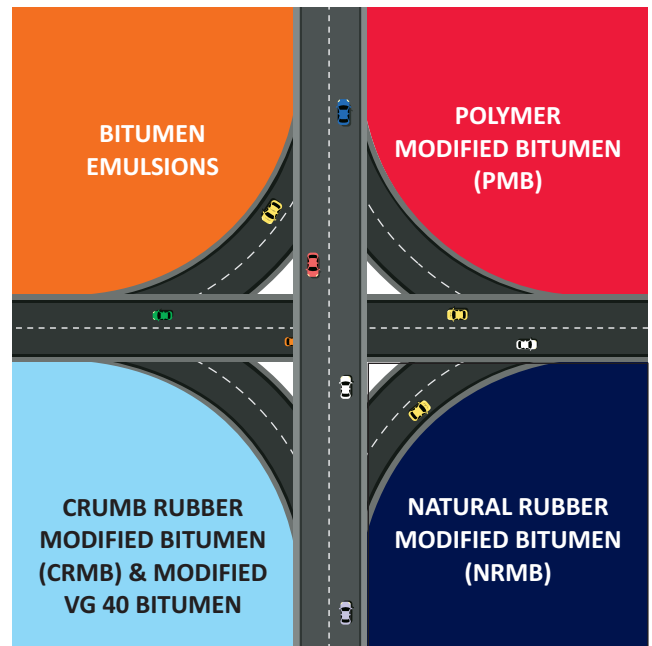 BITUMEN
EMULSIONS
POLYMER
MODIFIED BITUMEN
(PMB)
CRUMB RUBBER
MODIFIED BITUMEN
(CRMB) & MODIFIED
VG 40 BITUMEN
NATURAL RUBBER
MODIFIED BITUMEN
(NRMB)